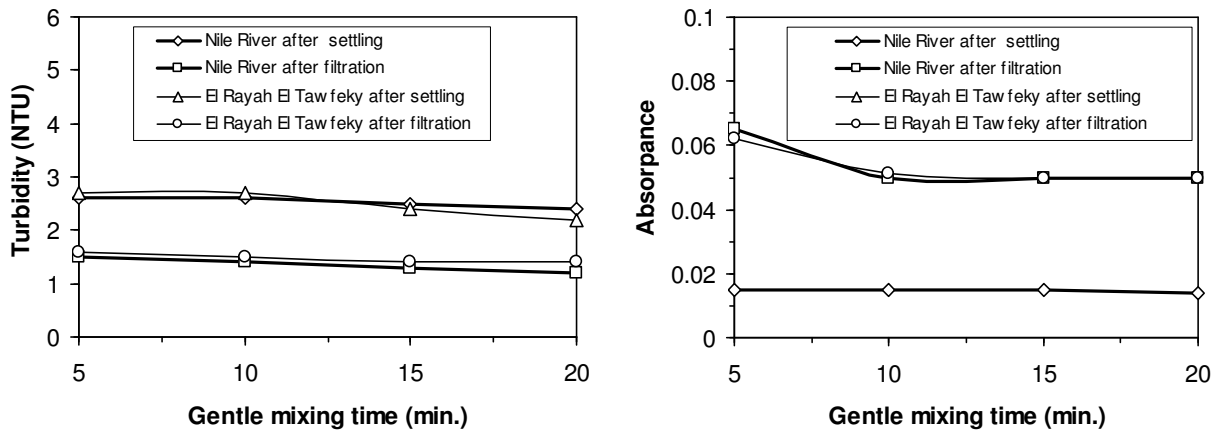 Turbidity (NTU)
6
5
4
3
2
1
0
Nile River after settling
Nile River after filtration
El Rayah El Tawfeky after settling
El Rayah El Tawfeky after filtration
5 10 15 20
Gentle mixing time (min.)
Absorpance
0.1
0.08
0.06
0.04
0.02
0
Nile River after settling
Nile River after filtration
El Rayah El Tawfeky after settling
El Rayah El Tawfeky after filtration
5 10 15 20
Gentle mixing time (min.)